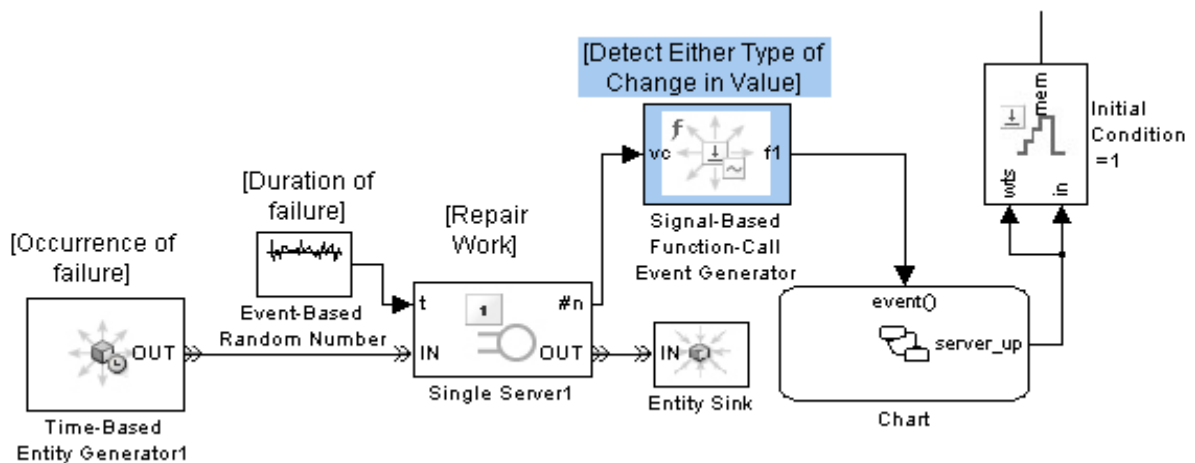 [Detect Either Type of
Change in Value]
f
vc
f1
Signal-Based
Function-Call
Event Generator
mem
wts
in
Initial
Condition
=1
[Duration of
failure]
Event-Based
Random Number
[Repair
Work]
t
#n
1
IN
OUT
Single Server1
[Occurrence of
failure]
OUT
Time-Based
Entity Generator1
IN
Entity Sink
event()
server_up
Chart